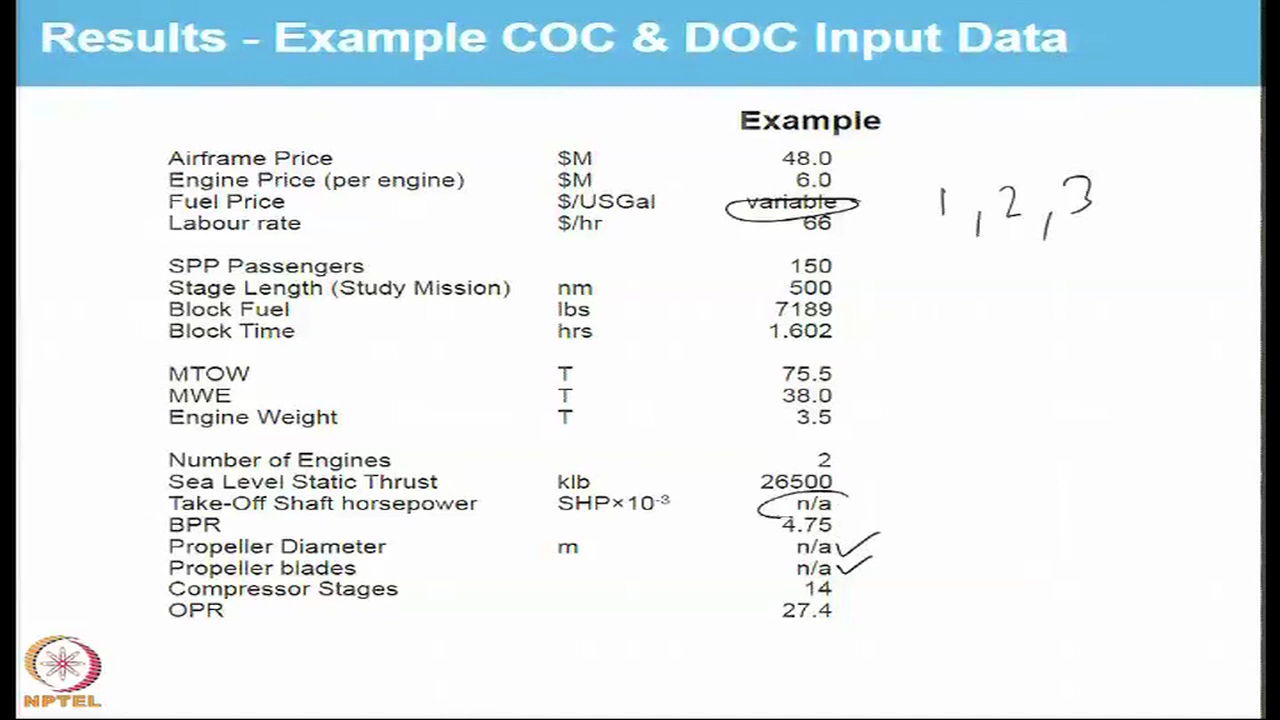 Results - Example COC & DOC Input Data
Example
Airframe Price $M 48.0
Engine Price (per engine) $M 6.0
Fuel Price $/USGal variable 1, 2, 3
Labour rate $/hr 66
SPP Passengers 150
Stage Length (Study Mission) nm 500
Block Fuel lbs 7189
Block Time hrs 1.602
MTOW T 75.5
MWE T 38.0
Engine Weight T 3.5
Number of Engines 2
Sea Level Static Thrust klb 26500
Take-Off Shaft horsepower SHP×10⁻³ n/a
BPR 4.75
Propeller Diameter m n/a
Propeller blades n/a
Compressor Stages 14
OPR 27.4
NPTEL